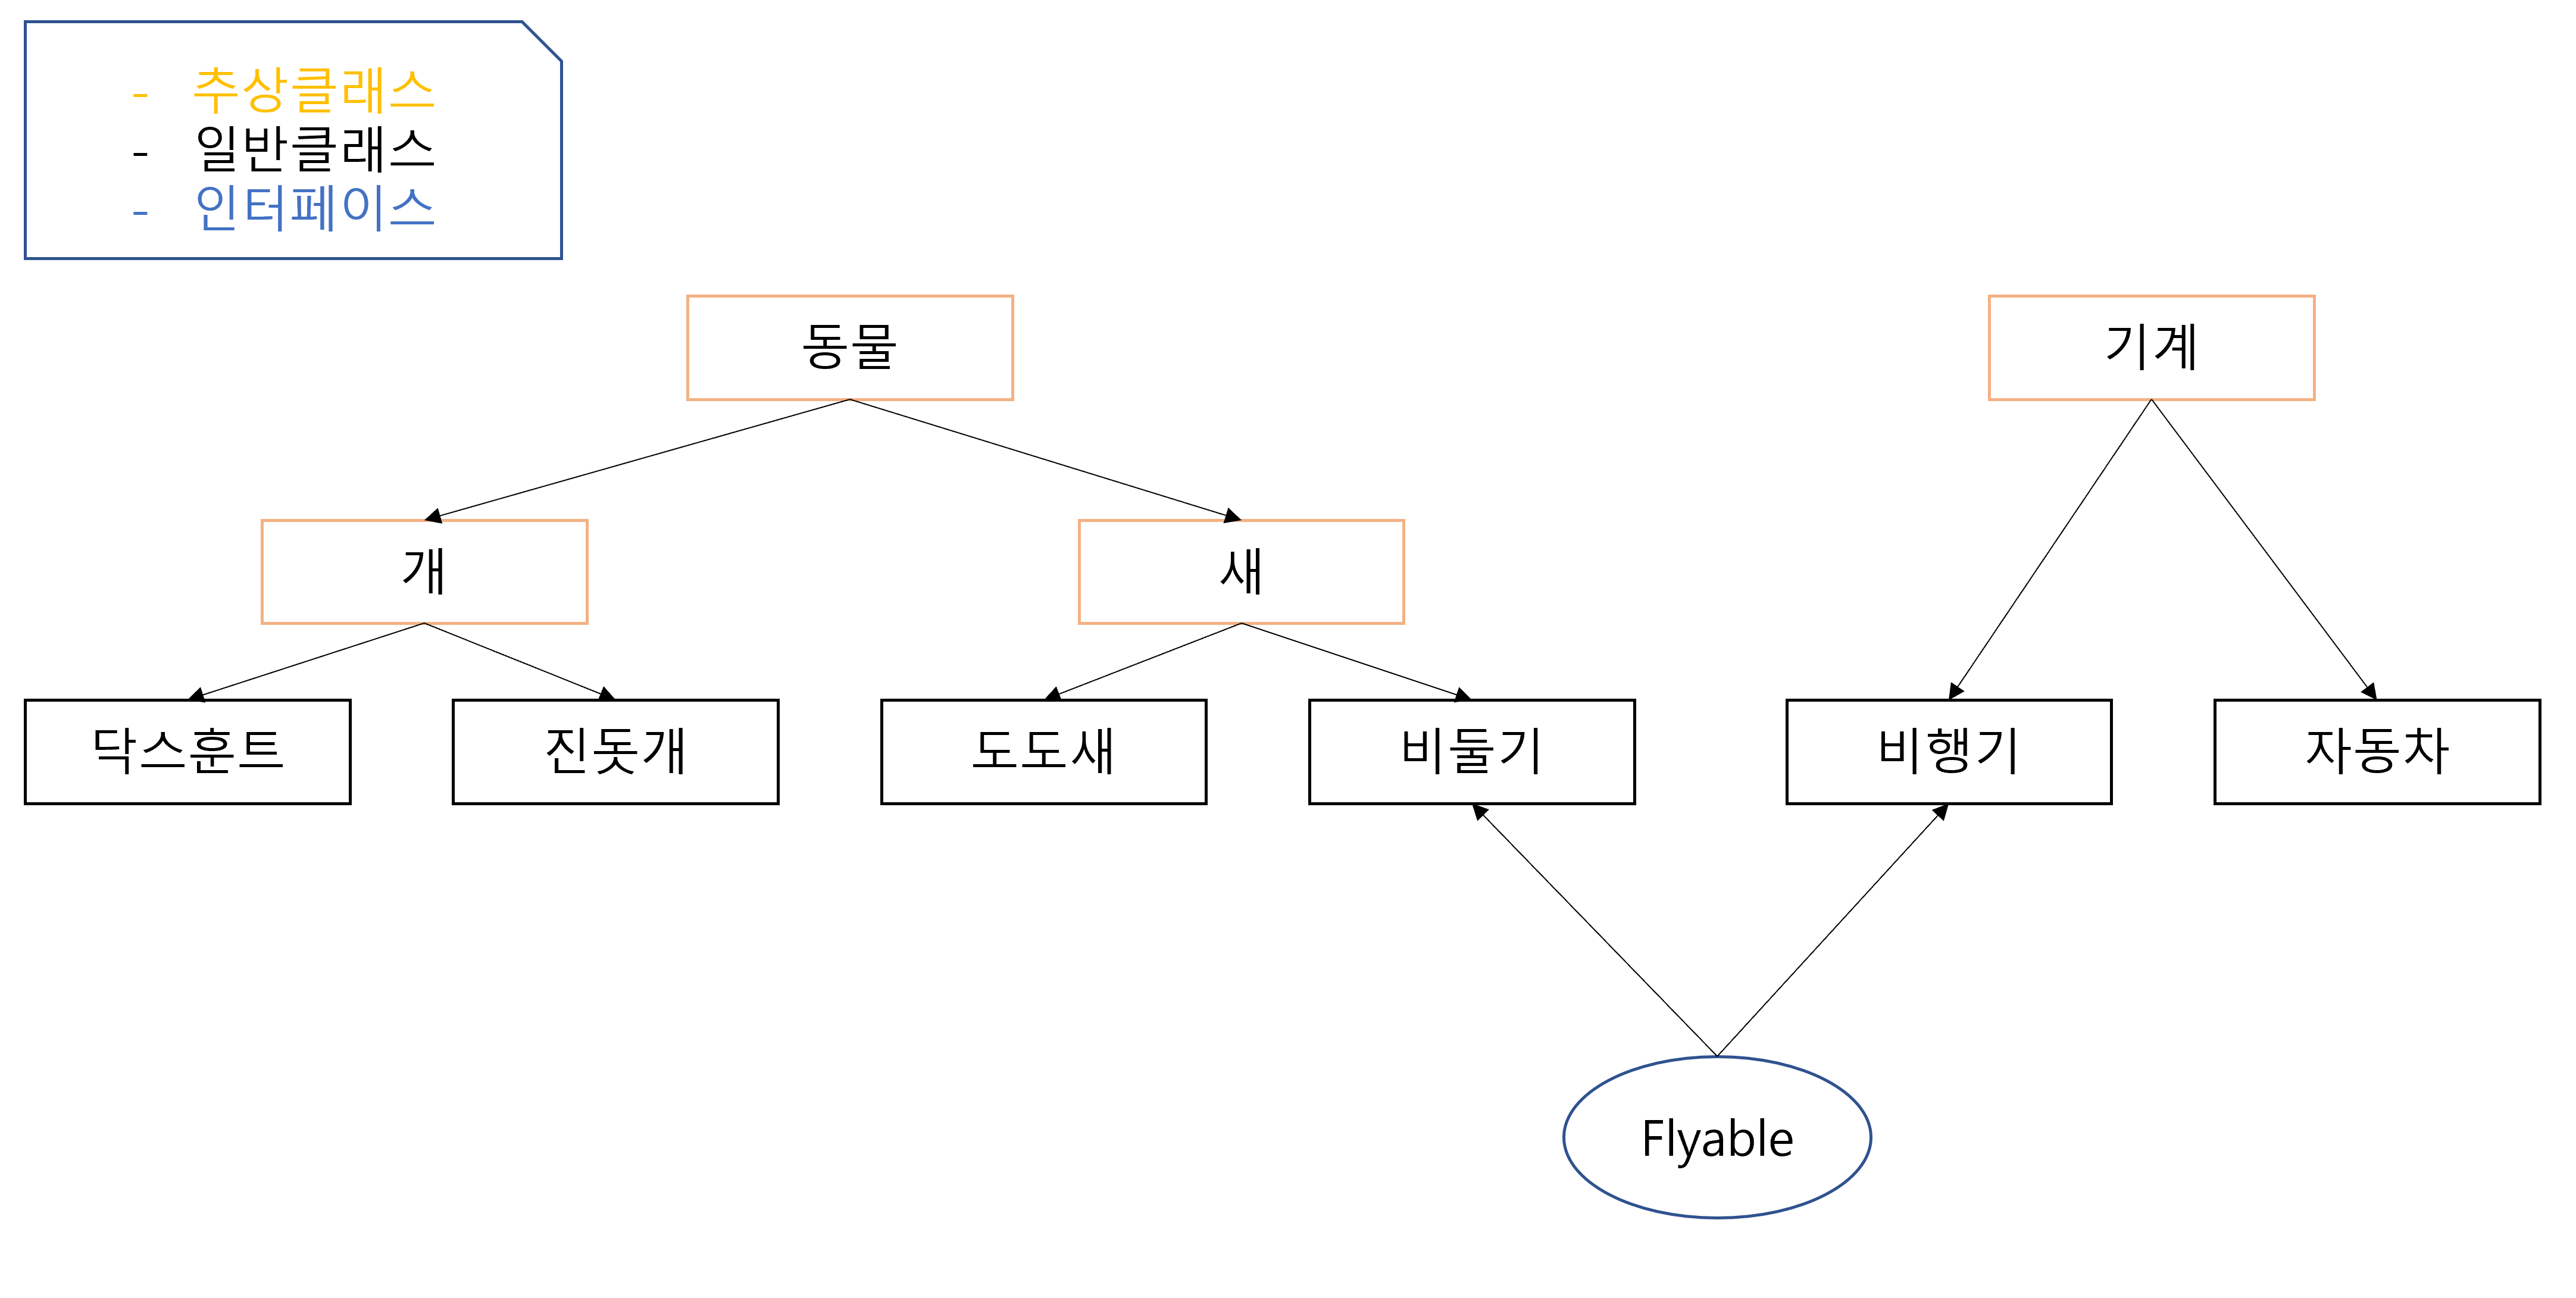 - 추상클래스
- 일반클래스
- 인터페이스
동물
기계
개
새
닥스훈트
진돗개
도도새
비둘기
비행기
자동차
Flyable